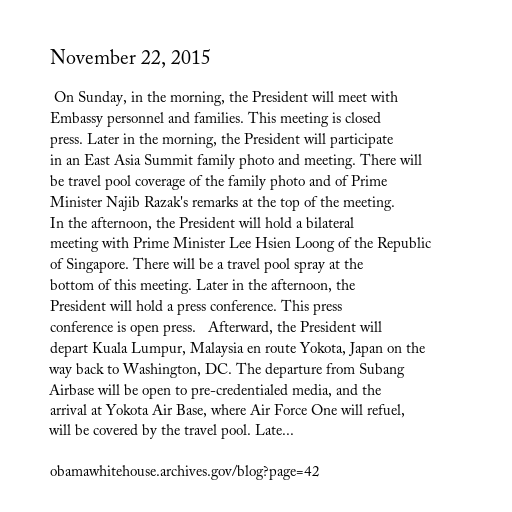 November 22, 2015
On Sunday, in the morning, the President will meet with
Embassy personnel and families. This meeting is closed
press. Later in the morning, the President will participate
in an East Asia Summit family photo and meeting. There will
be travel pool coverage of the family photo and of Prime
Minister Najib Razak's remarks at the top of the meeting.
In the afternoon, the President will hold a bilateral
meeting with Prime Minister Lee Hsien Loong of the Republic
of Singapore. There will be a travel pool spray at the
bottom of this meeting. Later in the afternoon, the
President will hold a press conference. This press
conference is open press.   Afterward, the President will
depart Kuala Lumpur, Malaysia en route Yokota, Japan on the
way back to Washington, DC. The departure from Subang
Airbase will be open to pre-credentialed media, and the
arrival at Yokota Air Base, where Air Force One will refuel,
will be covered by the travel pool. Late...
obamawhitehouse.archives.gov/blog?page=42